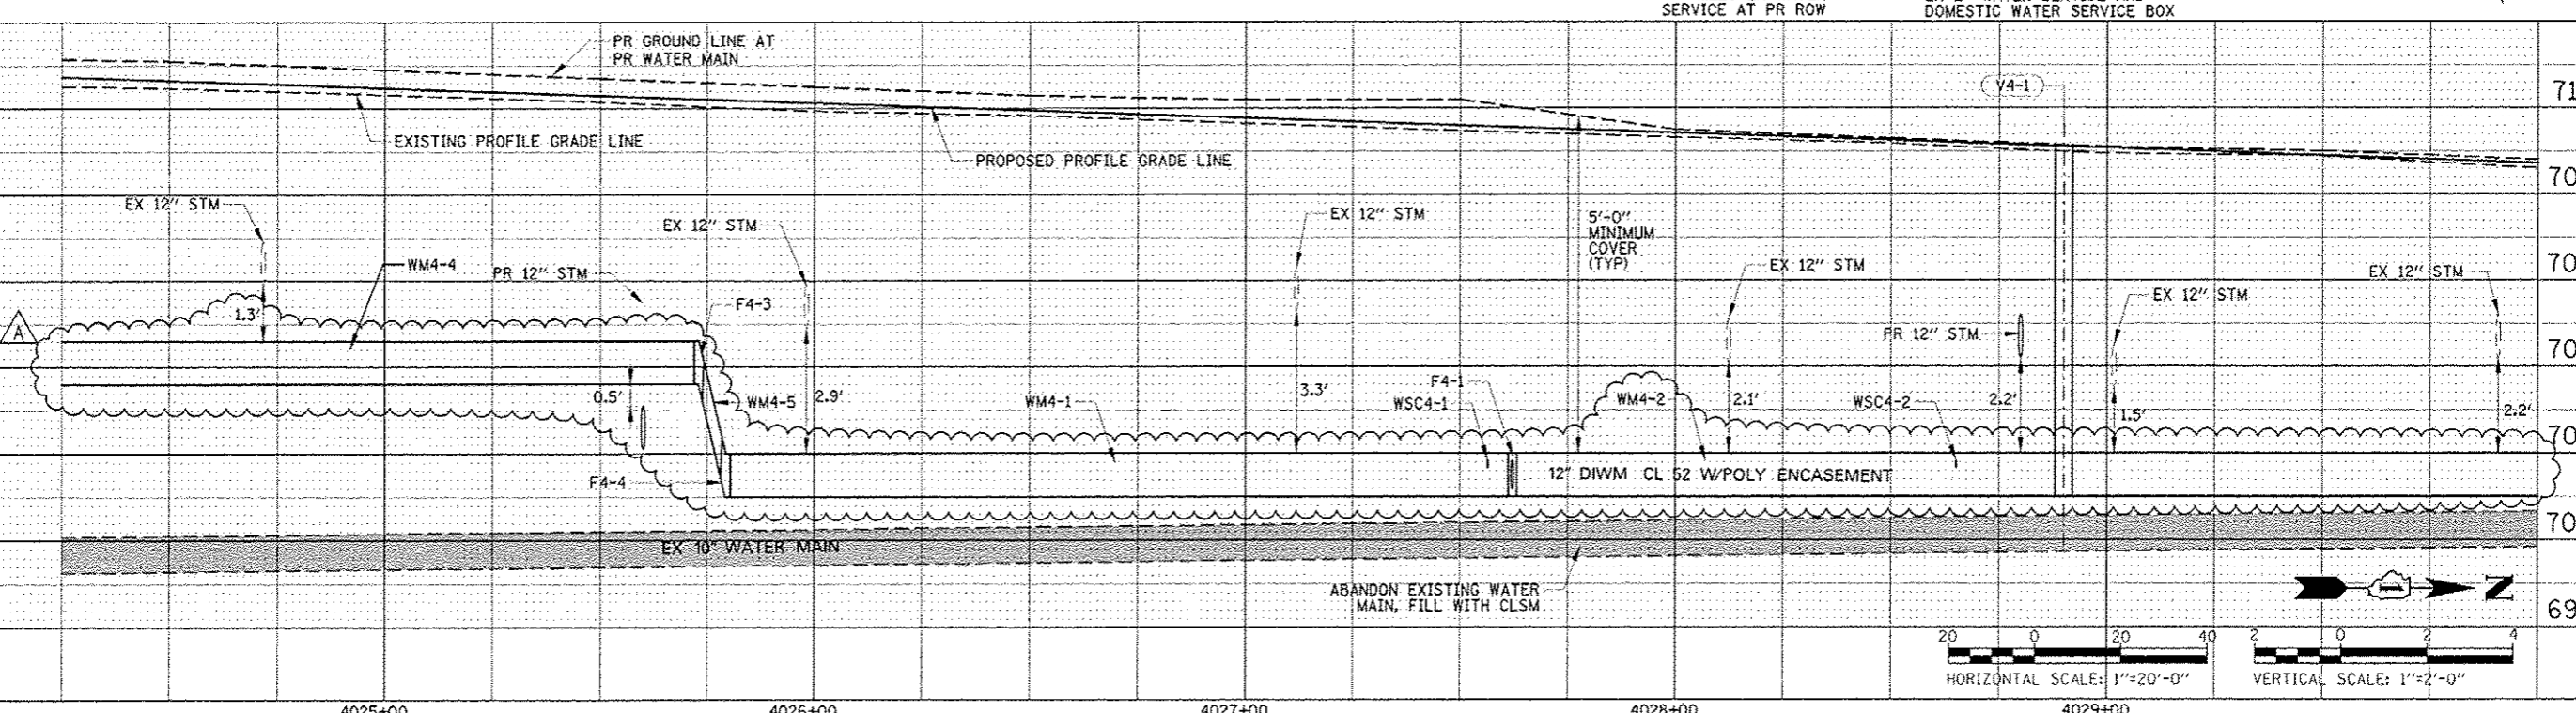 SERVICE AT PR ROW
DOMESTIC WATER SERVICE BOX
PR GROUND LINE AT
PR WATER MAIN
V4-1
71
EXISTING PROFILE GRADE LINE
PROPOSED PROFILE GRADE LINE
70
EX 12" STM
EX 12" STM
EX 12" STM
5'-0"
MINIMUM
COVER
(TYP)
EX 12" STM
EX 12" STM
70
WM4-4
PR 12" STM
F4-3
EX 12" STM
1.3'
A
PR 12" STM
70
0.5'
WM4-5
2.9'
WM4-1
3.3'
F4-1
WSC4-1
WM4-2
2.1'
WSC4-2
2.2'
1.5'
2.2'
70
F4-4
12" DIWM CL 52 W/POLY ENCASEMENT
70
EX 10" WATER MAIN
ABANDON EXISTING WATER
MAIN, FILL WITH CLSM
N
69
20 0 20 40
2 0 2 4
HORIZONTAL SCALE: 1"=20'-0"
VERTICAL SCALE: 1"=2'-0"
4025+00
4026+00
4027+00
4028+00
4029+00